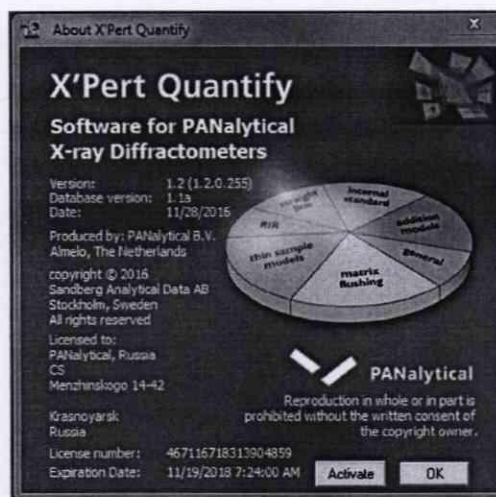 About X'Pert Quantify
X'Pert Quantify
Software for PANalytical
X-ray Diffractometers
Version: 1.2 (1.2.0.255)
Database version: 1.1a
Date: 11/28/2016
Produced by: PANalytical B.V.
Almelo, The Netherlands
copyright © 2016
Sandberg Analytical Data AB
Stockholm, Sweden
All rights reserved
Licensed to:
PANalytical, Russia
CS
Menzhinskogo 14-42
Krasnoyarsk
Russia
License number: 467116718313904859
Expiration Date: 11/19/2018 7:24:00 AM
straight line
internal standard
addition models
general
matrix flushing
thin sample models
RIR
PANalytical
Reproduction in whole or in part is
prohibited without the written consent of
the copyright owner.
Activate
OK